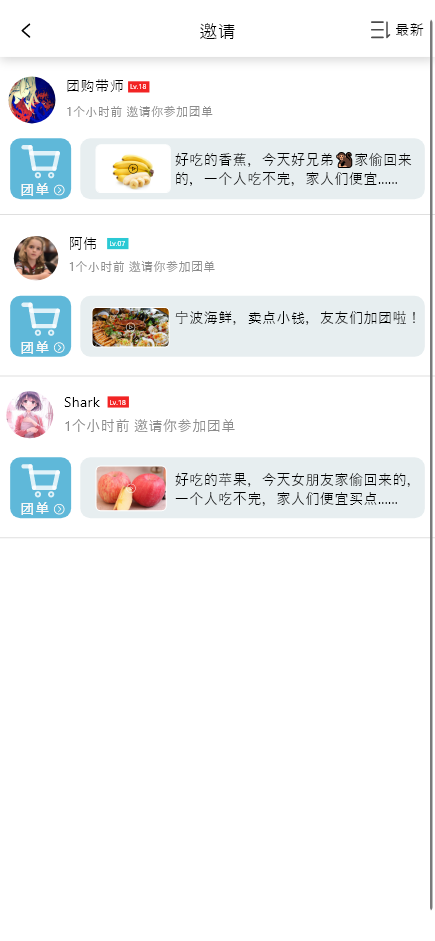 邀请
最新
团购带师 Lv.18
1个小时前 邀请你参加团单
团单
好吃的香蕉，今天好兄弟🦍家偷回来
的，一个人吃不完，家人们便宜......
阿伟 Lv.07
1个小时前 邀请你参加团单
团单
宁波海鲜，卖点小钱，友友们加团啦！
Shark Lv.18
1个小时前 邀请你参加团单
团单
好吃的苹果，今天女朋友家偷回来的，
一个人吃不完，家人们便宜买点......